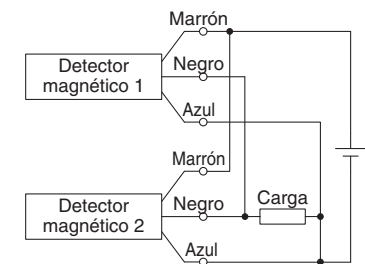 Marrón
Detector
magnético 1
Negro
Azul
Marrón
Detector
magnético 2
Negro
Carga
Azul